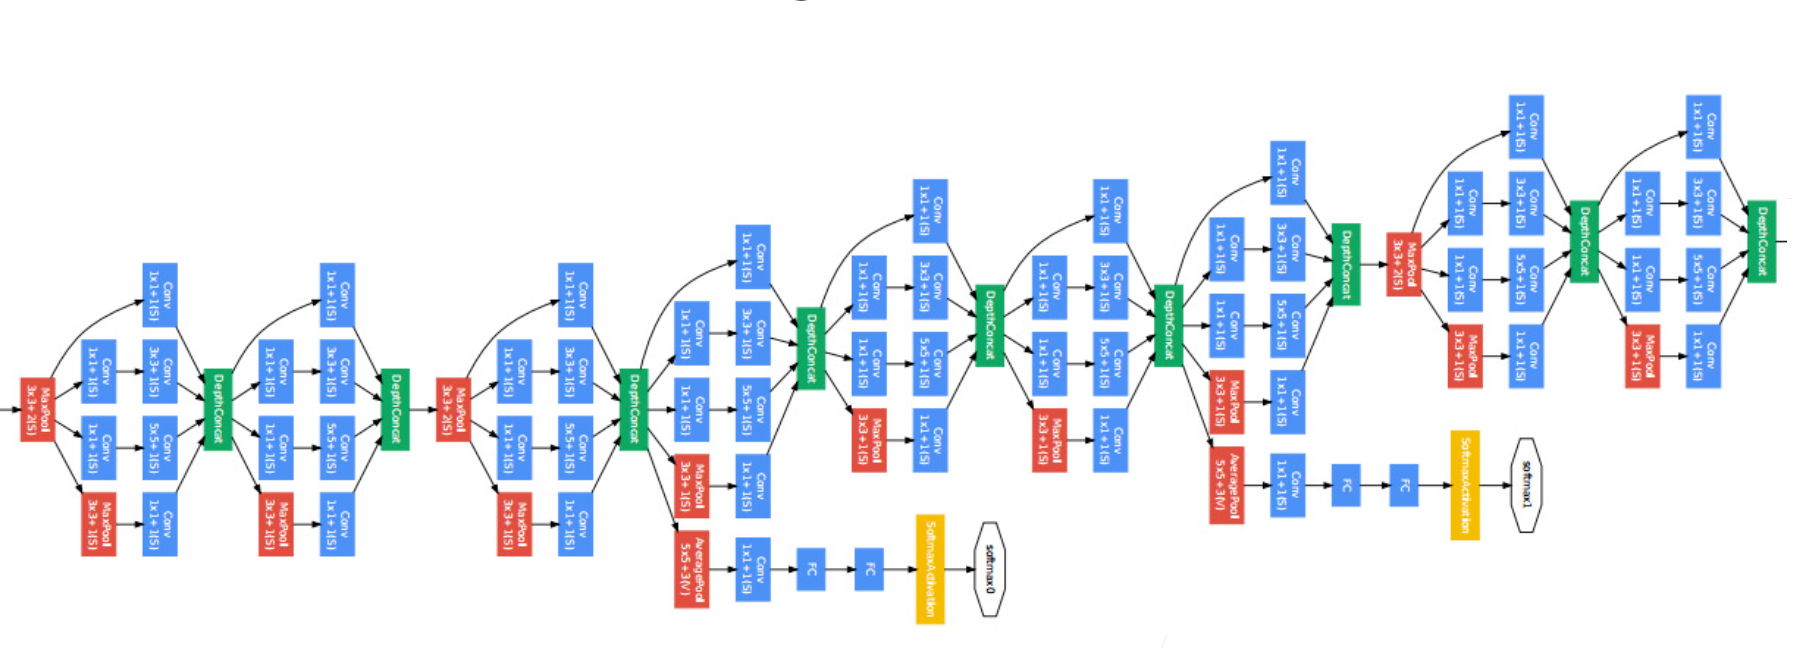 MaxPool
3x3+2(S)
Conv
1x1+1(S)
Conv
1x1+1(S)
MaxPool
3x3+1(S)
Conv
1x1+1(S)
Conv
3x3+1(S)
Conv
5x5+1(S)
Conv
1x1+1(S)
DepthConcat
Conv
1x1+1(S)
Conv
1x1+1(S)
MaxPool
3x3+1(S)
Conv
1x1+1(S)
Conv
3x3+1(S)
Conv
5x5+1(S)
Conv
1x1+1(S)
DepthConcat
MaxPool
3x3+2(S)
Conv
1x1+1(S)
Conv
1x1+1(S)
MaxPool
3x3+1(S)
Conv
1x1+1(S)
Conv
3x3+1(S)
Conv
5x5+1(S)
Conv
1x1+1(S)
DepthConcat
Conv
1x1+1(S)
Conv
1x1+1(S)
MaxPool
3x3+1(S)
AveragePool
5x5+3(V)
Conv
1x1+1(S)
Conv
3x3+1(S)
Conv
5x5+1(S)
Conv
1x1+1(S)
Conv
1x1+1(S)
DepthConcat
FC
FC
SoftmaxActivation
softmax0
Conv
1x1+1(S)
Conv
1x1+1(S)
MaxPool
3x3+1(S)
Conv
1x1+1(S)
Conv
3x3+1(S)
Conv
5x5+1(S)
Conv
1x1+1(S)
DepthConcat
Conv
1x1+1(S)
Conv
1x1+1(S)
MaxPool
3x3+1(S)
Conv
1x1+1(S)
Conv
3x3+1(S)
Conv
5x5+1(S)
Conv
1x1+1(S)
DepthConcat
Conv
1x1+1(S)
Conv
1x1+1(S)
MaxPool
3x3+1(S)
AveragePool
5x5+3(V)
Conv
1x1+1(S)
Conv
3x3+1(S)
Conv
5x5+1(S)
Conv
1x1+1(S)
Conv
1x1+1(S)
DepthConcat
FC
FC
SoftmaxActivation
softmax1
MaxPool
3x3+2(S)
Conv
1x1+1(S)
Conv
1x1+1(S)
MaxPool
3x3+1(S)
Conv
1x1+1(S)
Conv
3x3+1(S)
Conv
5x5+1(S)
Conv
1x1+1(S)
DepthConcat
Conv
1x1+1(S)
Conv
1x1+1(S)
MaxPool
3x3+1(S)
Conv
1x1+1(S)
Conv
3x3+1(S)
Conv
5x5+1(S)
Conv
1x1+1(S)
DepthConcat